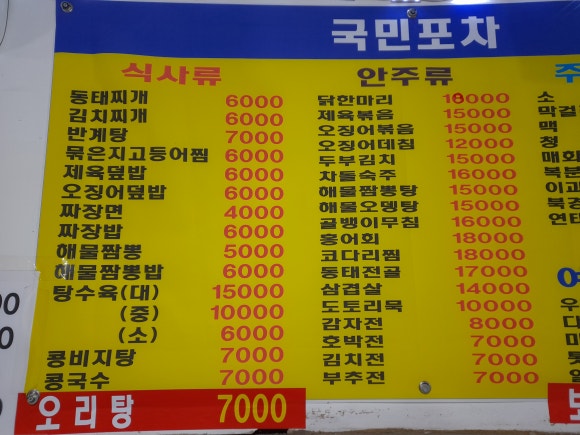 국민포차
식사류
동태찌개 6000
김치찌개 6000
반계탕 7000
묶은지고등어찜 6000
제육덮밥 6000
오징어덮밥 6000
짜장면 4000
짜장밥 6000
해물짬뽕 5000
해물짬뽕밥 6000
탕수육(대) 15000
(중) 10000
(소) 6000
콩비지탕 7000
콩국수 7000
오리탕 7000
안주류
닭한마리 18000
제육볶음 15000
오징어볶음 15000
오징어데침 12000
두부김치 15000
차돌숙주 16000
해물짬뽕탕 15000
해물오뎅탕 15000
골뱅이무침 16000
홍어회 18000
코다리찜 18000
동태전골 17000
삼겹살 14000
도토리묵 10000
감자전 8000
호박전 7000
김치전 7000
부추전 7000
주
소
막걸
맥
청
매화
복분
이과
북경
연태